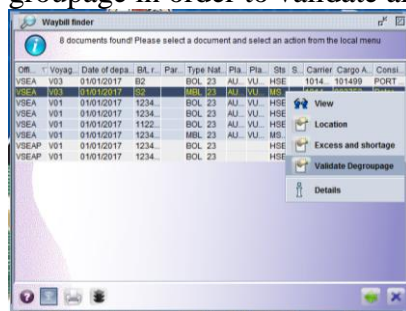 groupage in order to validate a
Waybill finder
8 documents found! Please select a document and select an action from the local menu
Offi... Voyag... Date of depa... B/L r... Par... Type Nat... Pla... Pla... Sts S... Carrier Cargo A... Consi...
VSEA V03 01/01/2017 B2 BOL 23 AU... VU... HSE 1014... 101499 PORT ...
VSEA V03 01/01/2017 S2 MBL 23 AU... VU... MS...
VSEA V01 01/01/2017 1234... BOL 23 AU... VU... HSE
VSEA V01 01/01/2017 1234... BOL 23 AU... VU... HSE
VSEA V01 01/01/2017 1122... BOL 23 AU... VU... HSE
VSEA V01 01/01/2017 1234... MBL 23 AU... VU... MS...
VSEAP V01 01/01/2017 1234... BOL 23 AU... VU... HSE
VSEAP V01 01/01/2017 1234... BOL 23 AU... VU... HSE
View
Location
Excess and shortage
Validate Degroupage
Details